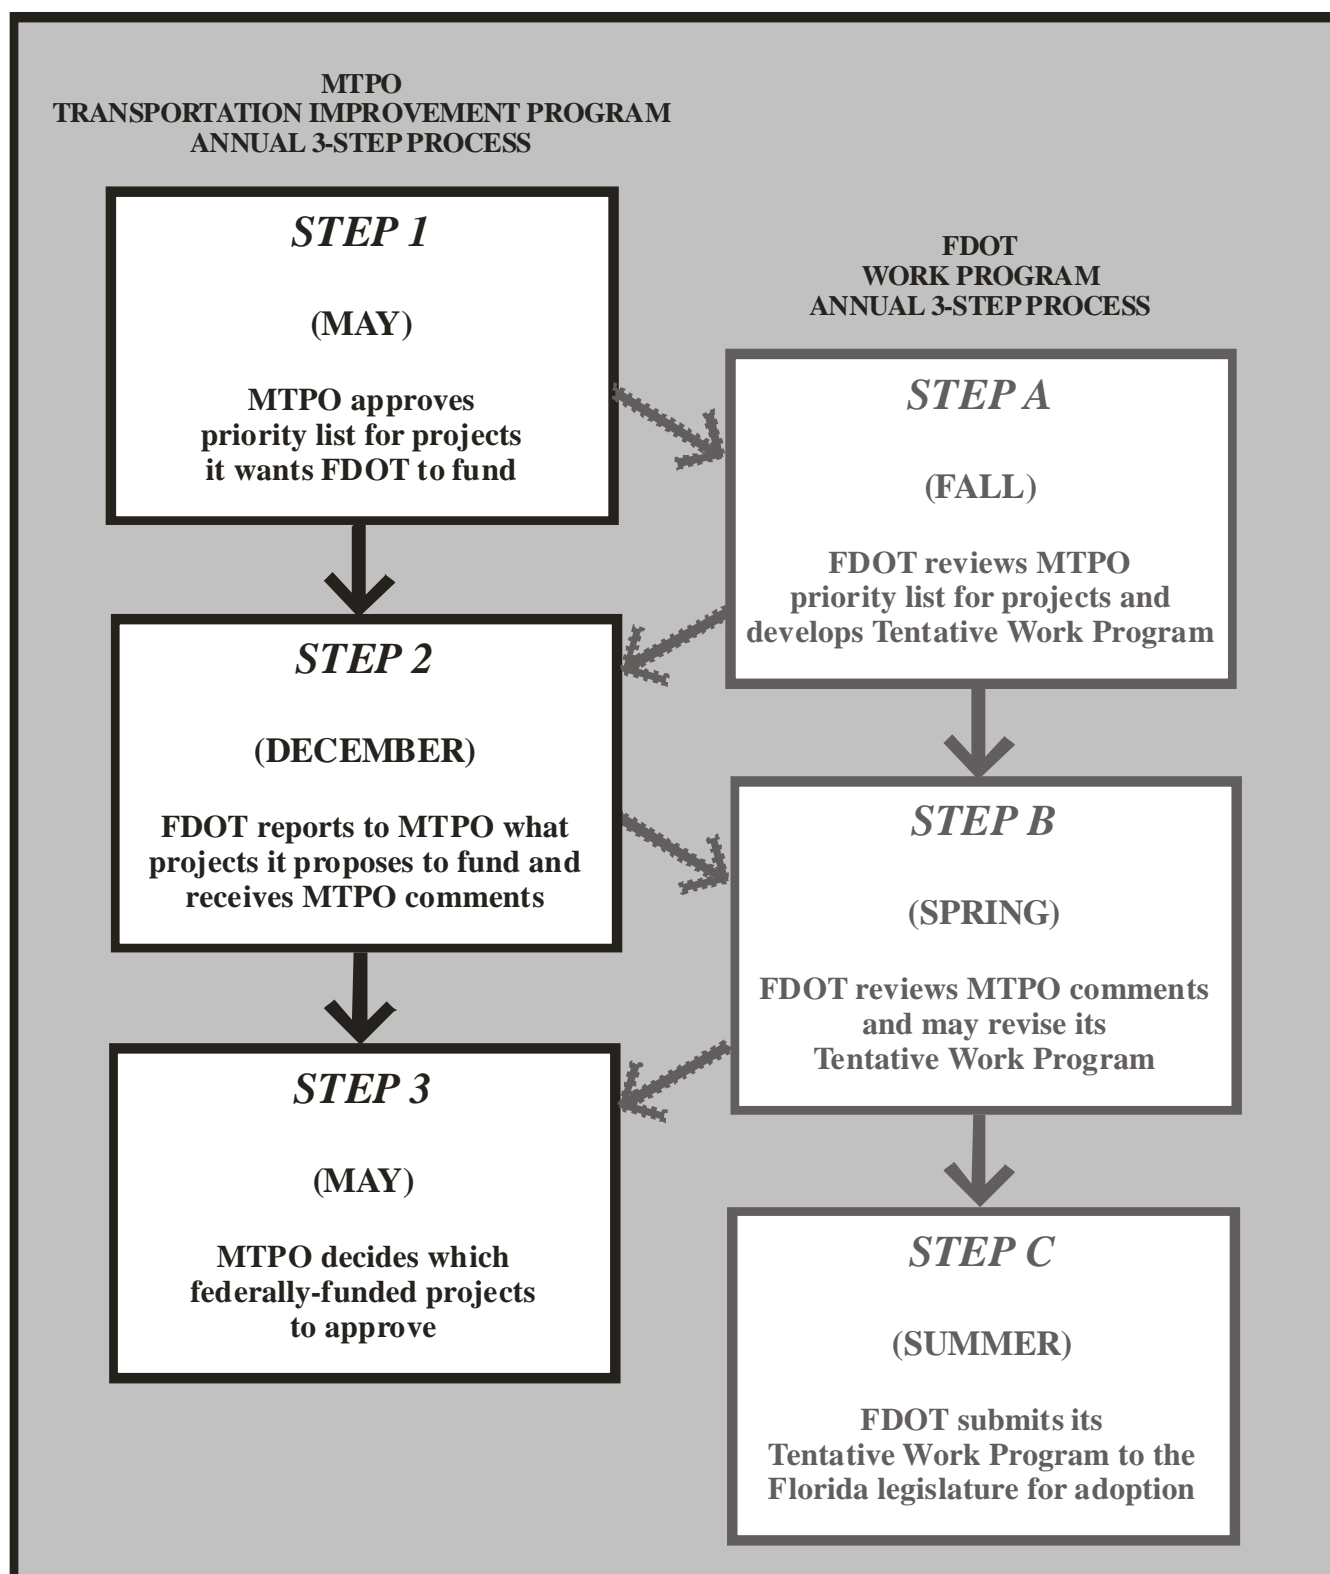 MTPO
TRANSPORTATION IMPROVEMENT PROGRAM
ANNUAL 3-STEP PROCESS
STEP 1
(MAY)
MTPO approves
priority list for projects
it wants FDOT to fund
STEP 2
(DECEMBER)
FDOT reports to MTPO what
projects it proposes to fund and
receives MTPO comments
STEP 3
(MAY)
MTPO decides which
federally-funded projects
to approve
FDOT
WORK PROGRAM
ANNUAL 3-STEP PROCESS
STEP A
(FALL)
FDOT reviews MTPO
priority list for projects and
develops Tentative Work Program
STEP B
(SPRING)
FDOT reviews MTPO comments
and may revise its
Tentative Work Program
STEP C
(SUMMER)
FDOT submits its
Tentative Work Program to the
Florida legislature for adoption